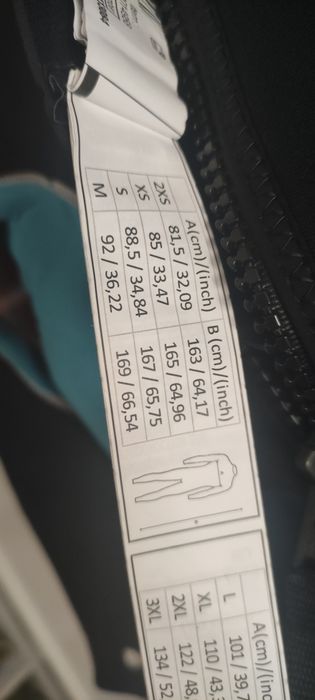 A(cm)/(inch) B (cm)/(inch)
2XS 81,5 / 32,09 163 / 64,17
XS 85 / 33,47 165 / 64,96
S 88,5 / 34,84 167 / 65,75
M 92 / 36,22 169 / 66,54
A(cm)/(inc
L 101 / 39,7
XL 110 / 43,3
2XL 122 48,
3XL 134 / 52